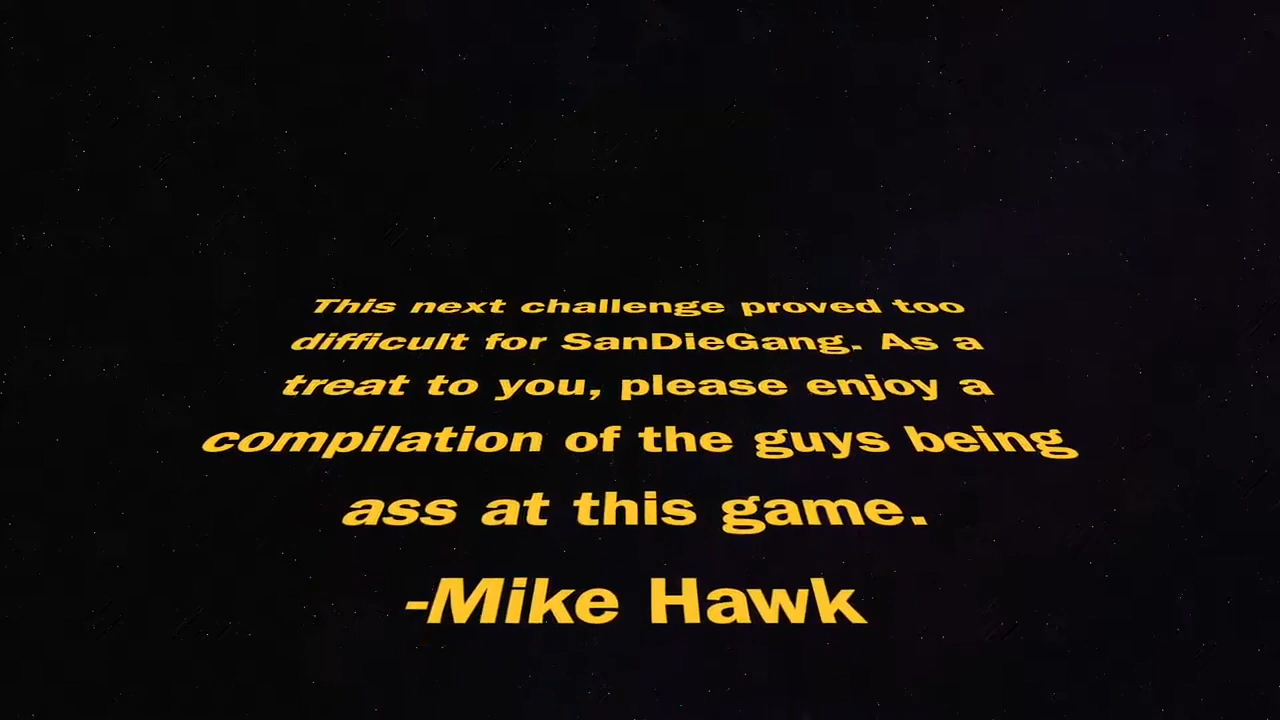 This next challenge proved too
difficult for SanDieGang. As a
treat to you, please enjoy a
compilation of the guys being
ass at this game.
-Mike Hawk